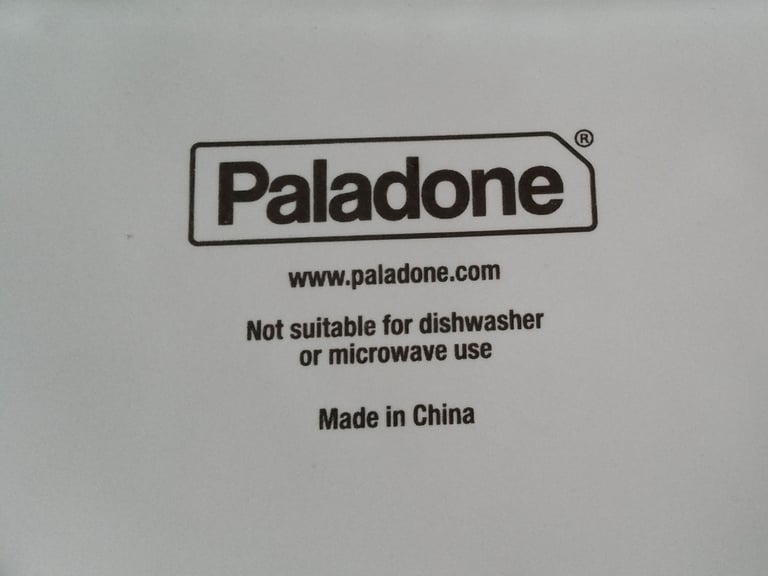 Paladone®
www.paladone.com
Not suitable for dishwasher
or microwave use
Made in China